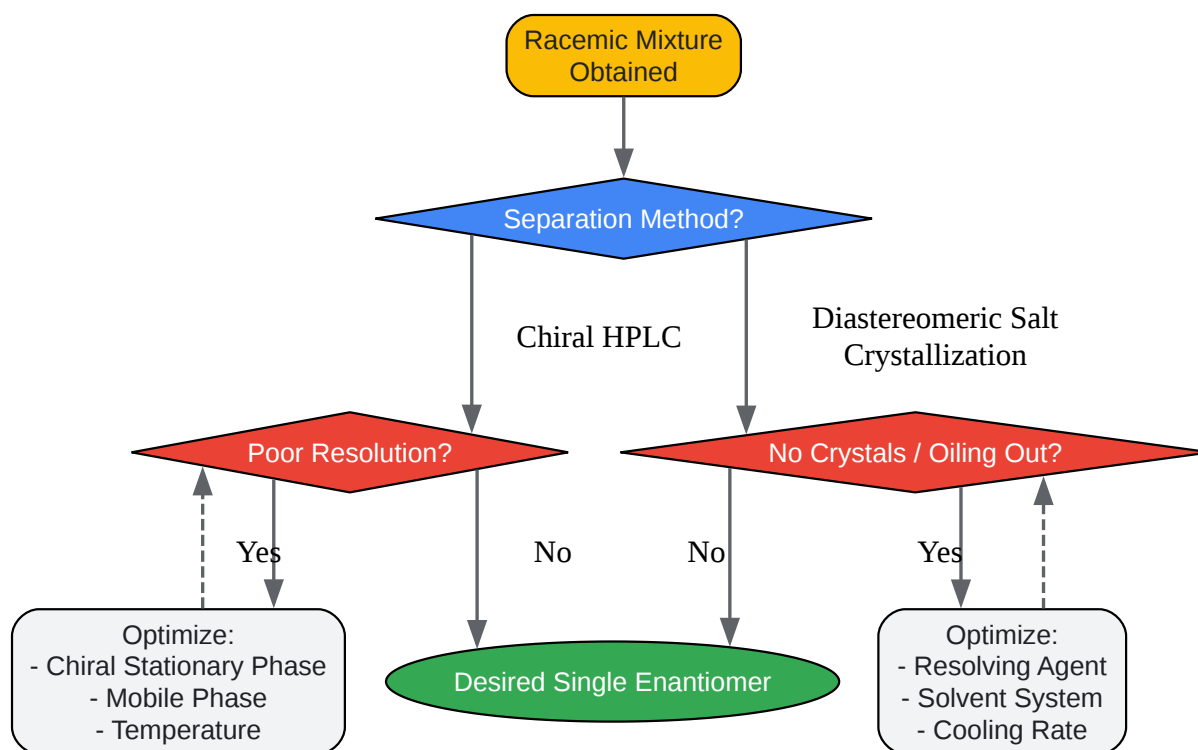 Racemic Mixture
Obtained
Separation Method?
Chiral HPLC
Diastereomeric Salt
Crystallization
Poor Resolution?
No Crystals / Oiling Out?
Yes
No
No
Yes
Optimize:
- Chiral Stationary Phase
- Mobile Phase
- Temperature
Desired Single Enantiomer
Optimize:
- Resolving Agent
- Solvent System
- Cooling Rate